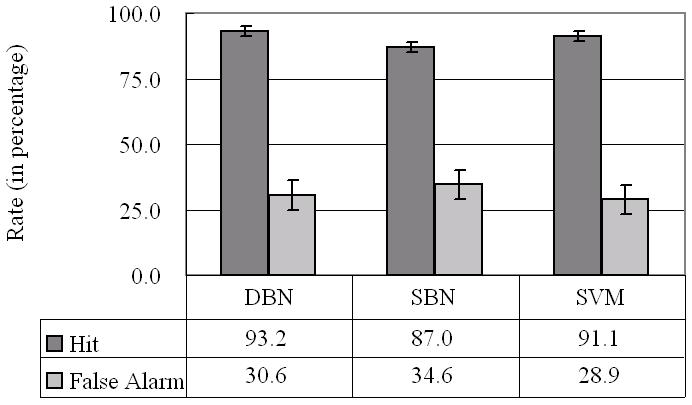 Rate (in percentage)
100.0
75.0
50.0
25.0
0.0
DBN SBN SVM
Hit 93.2 87.0 91.1
False Alarm 30.6 34.6 28.9